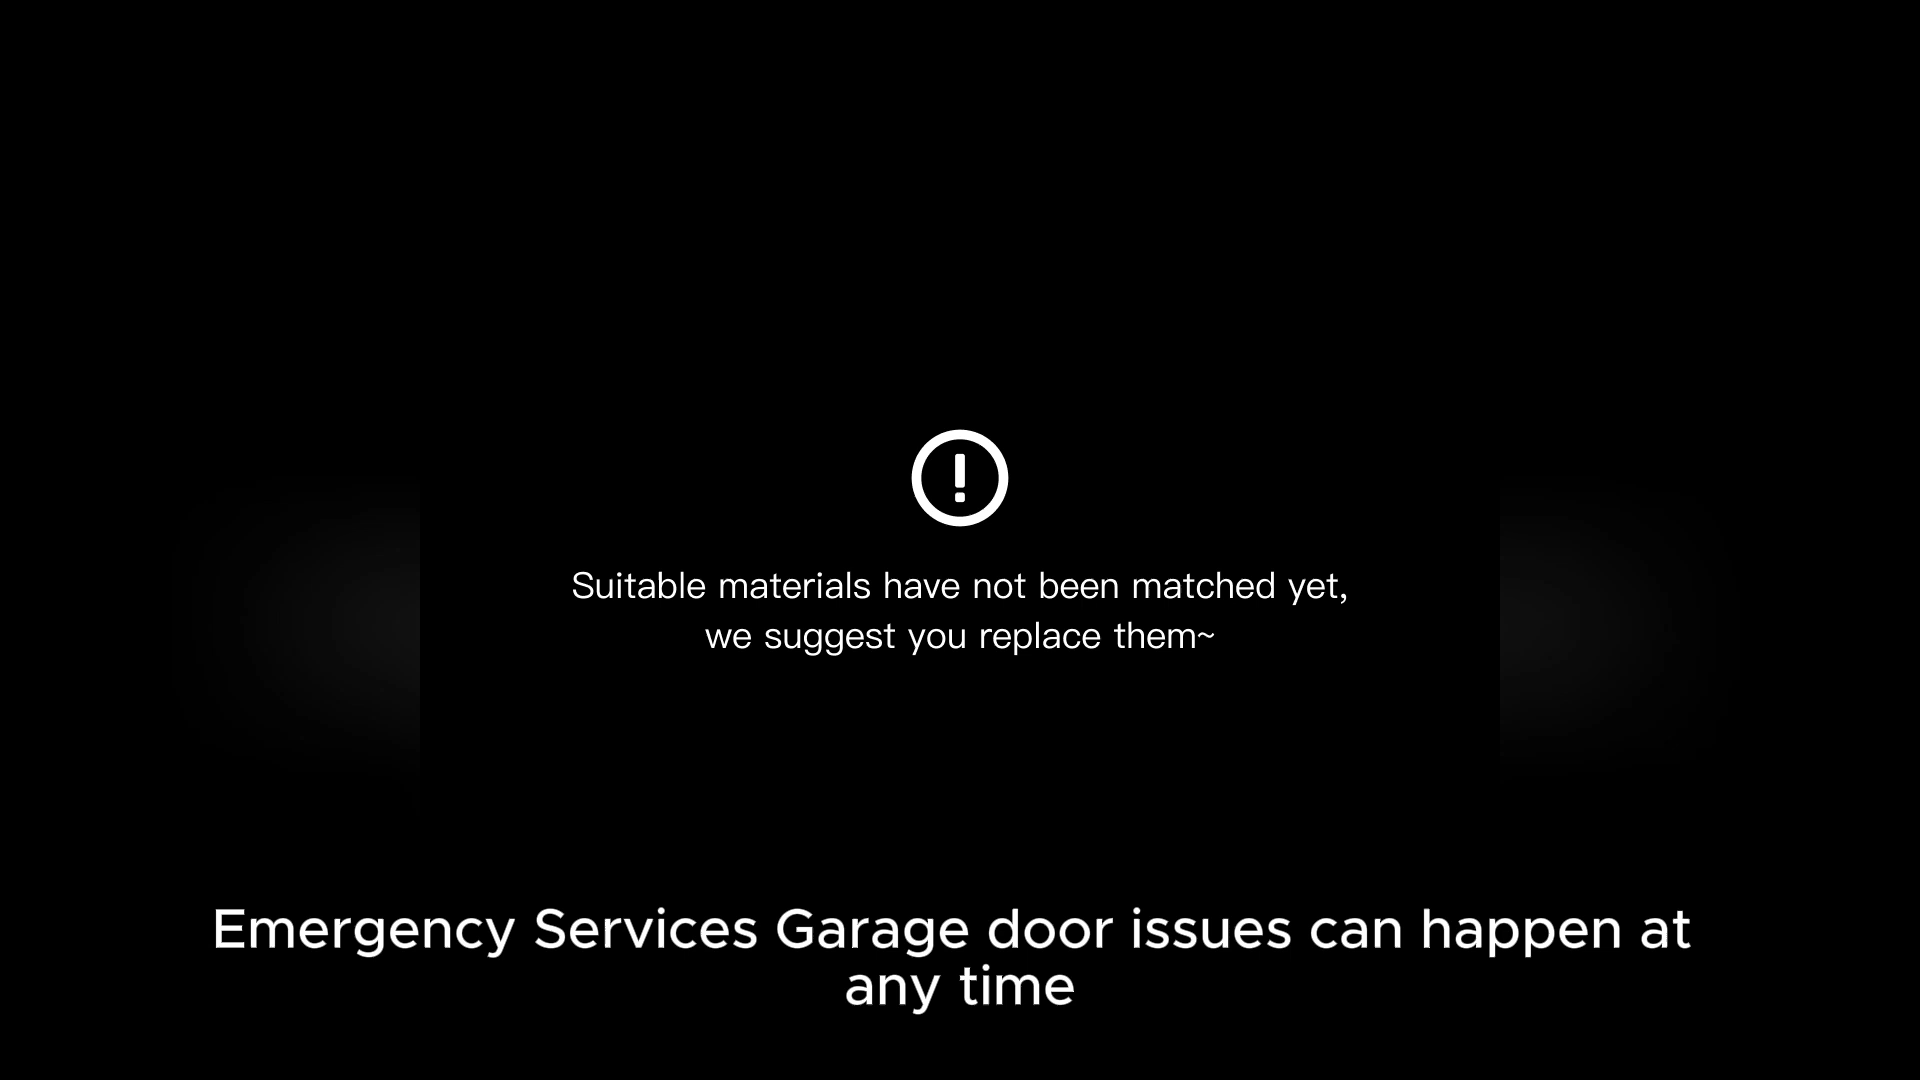 Suitable materials have not been matched yet,
we suggest you replace them~
Emergency Services Garage door issues can happen at
any time